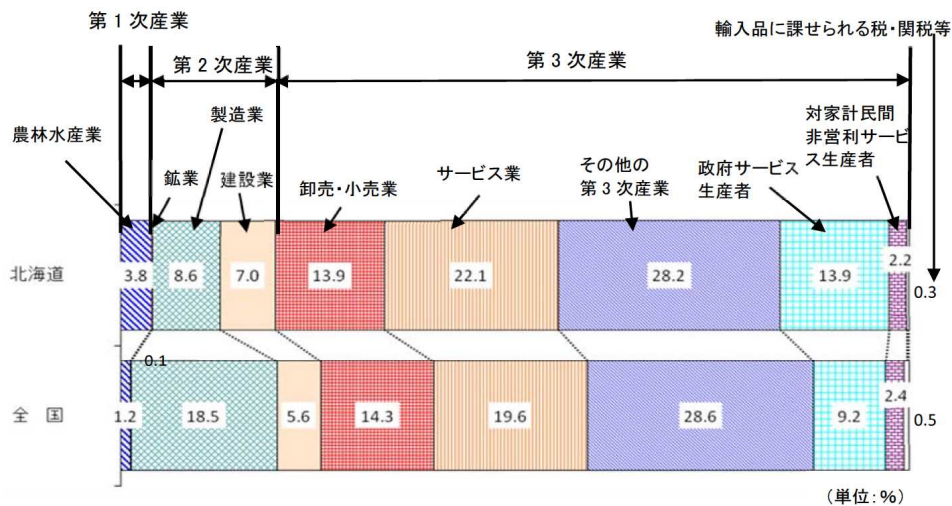 第1次産業
輸入品に課せられる税・関税等
第2次産業
第3次産業
農林水産業
製造業
対家計民間
非営利サービ
ス生産者
鉱業
建設業
卸売・小売業
サービス業
その他の
第3次産業
政府サービス
生産者
北海道
3.8
8.6
7.0
13.9
22.1
28.2
13.9
2.2
0.3
0.1
全 国
1.2
18.5
5.6
14.3
19.6
28.6
9.2
2.4
0.5
(単位:%)